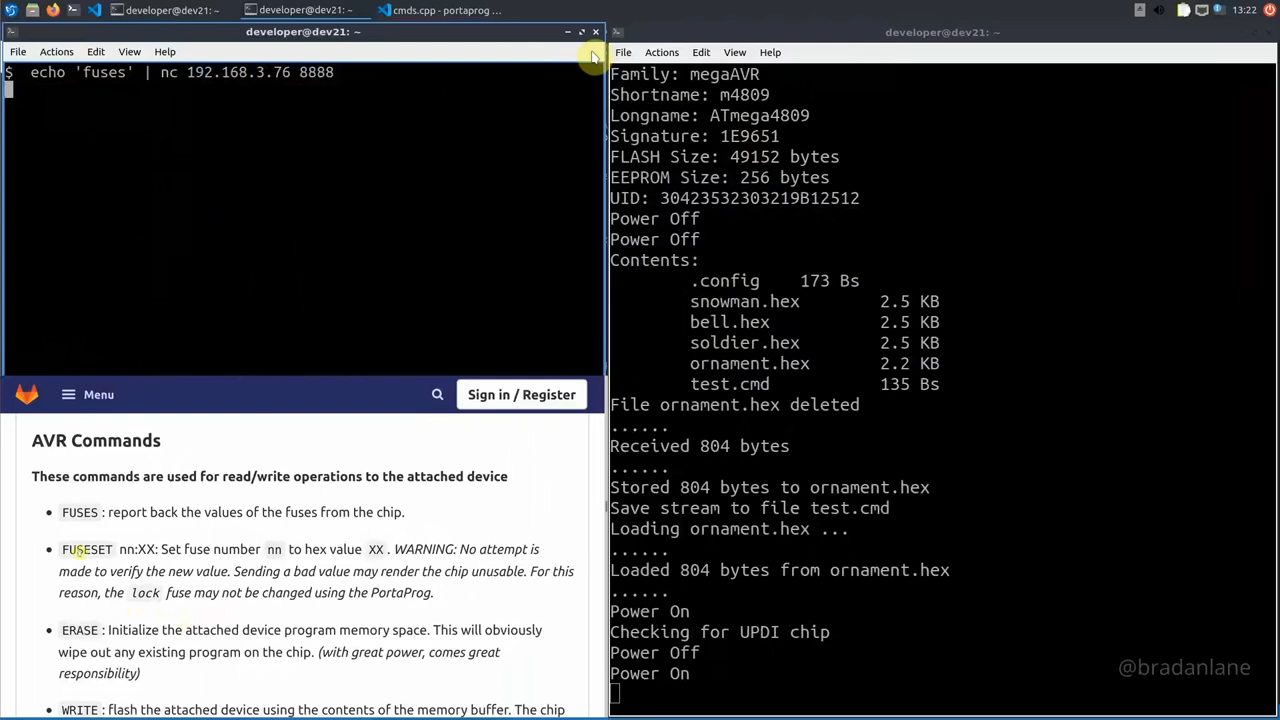 developer@dev21: ~
developer@dev21: ~
cmds.cpp - portaprog ...
13:22
developer@dev21: ~
File Actions Edit View Help
$ echo 'fuses' | nc 192.168.3.76 8888
Menu
Sign in / Register
AVR Commands
These commands are used for read/write operations to the attached device
FUSES : report back the values of the fuses from the chip.
FUSESET nn:XX: Set fuse number nn to hex value XX . WARNING: No attempt is
made to verify the new value. Sending a bad value may render the chip unusable. For this
reason, the lock fuse may not be changed using the PortaProg.
ERASE : Initialize the attached device program memory space. This will obviously
wipe out any existing program on the chip. (with great power, comes great
responsibility)
WRITE : flash the attached device using the contents of the memory buffer. The chip
developer@dev21: ~
File Actions Edit View Help
Family: megaAVR
Shortname: m4809
Longname: ATmega4809
Signature: 1E9651
FLASH Size: 49152 bytes
EEPROM Size: 256 bytes
UID: 30423532303219B12512
Power Off
Power Off
Contents:
.config 173 Bs
snowman.hex 2.5 KB
bell.hex 2.5 KB
soldier.hex 2.5 KB
ornament.hex 2.2 KB
test.cmd 135 Bs
File ornament.hex deleted
......
Received 804 bytes
......
Stored 804 bytes to ornament.hex
Save stream to file test.cmd
Loading ornament.hex ...
......
Loaded 804 bytes from ornament.hex
......
Power On
Checking for UPDI chip
Power Off
Power On
@bradanlane